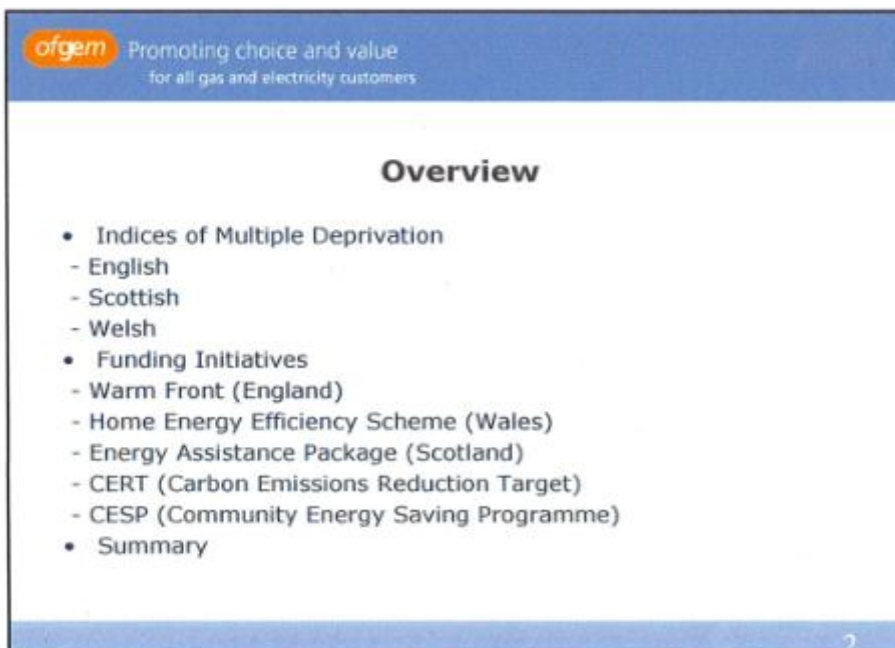 ofgem Promoting choice and value
for all gas and electricity customers
Overview
• Indices of Multiple Deprivation
- English
- Scottish
- Welsh
• Funding Initiatives
- Warm Front (England)
- Home Energy Efficiency Scheme (Wales)
- Energy Assistance Package (Scotland)
- CERT (Carbon Emissions Reduction Target)
- CESP (Community Energy Saving Programme)
• Summary
2